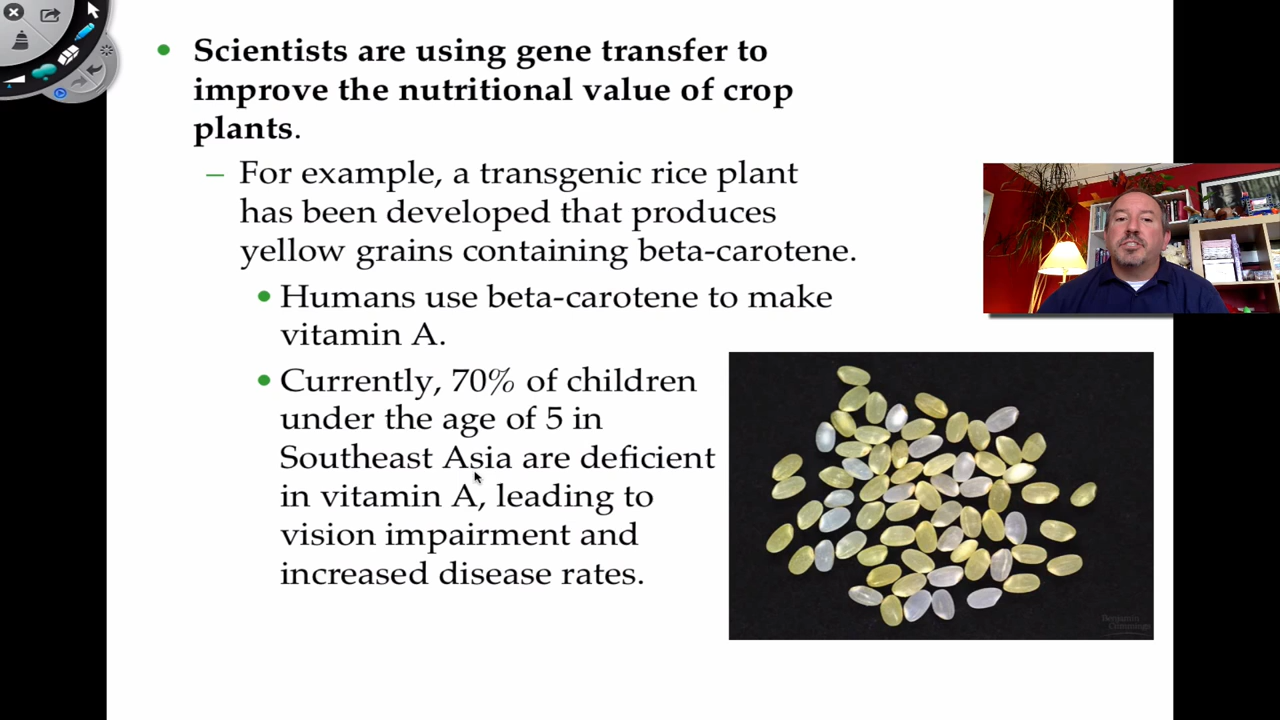 • Scientists are using gene transfer to
improve the nutritional value of crop
plants.
– For example, a transgenic rice plant
has been developed that produces
yellow grains containing beta-carotene.
• Humans use beta-carotene to make
vitamin A.
• Currently, 70% of children
under the age of 5 in
Southeast Asia are deficient
in vitamin A, leading to
vision impairment and
increased disease rates.
Benjamin
Cummings